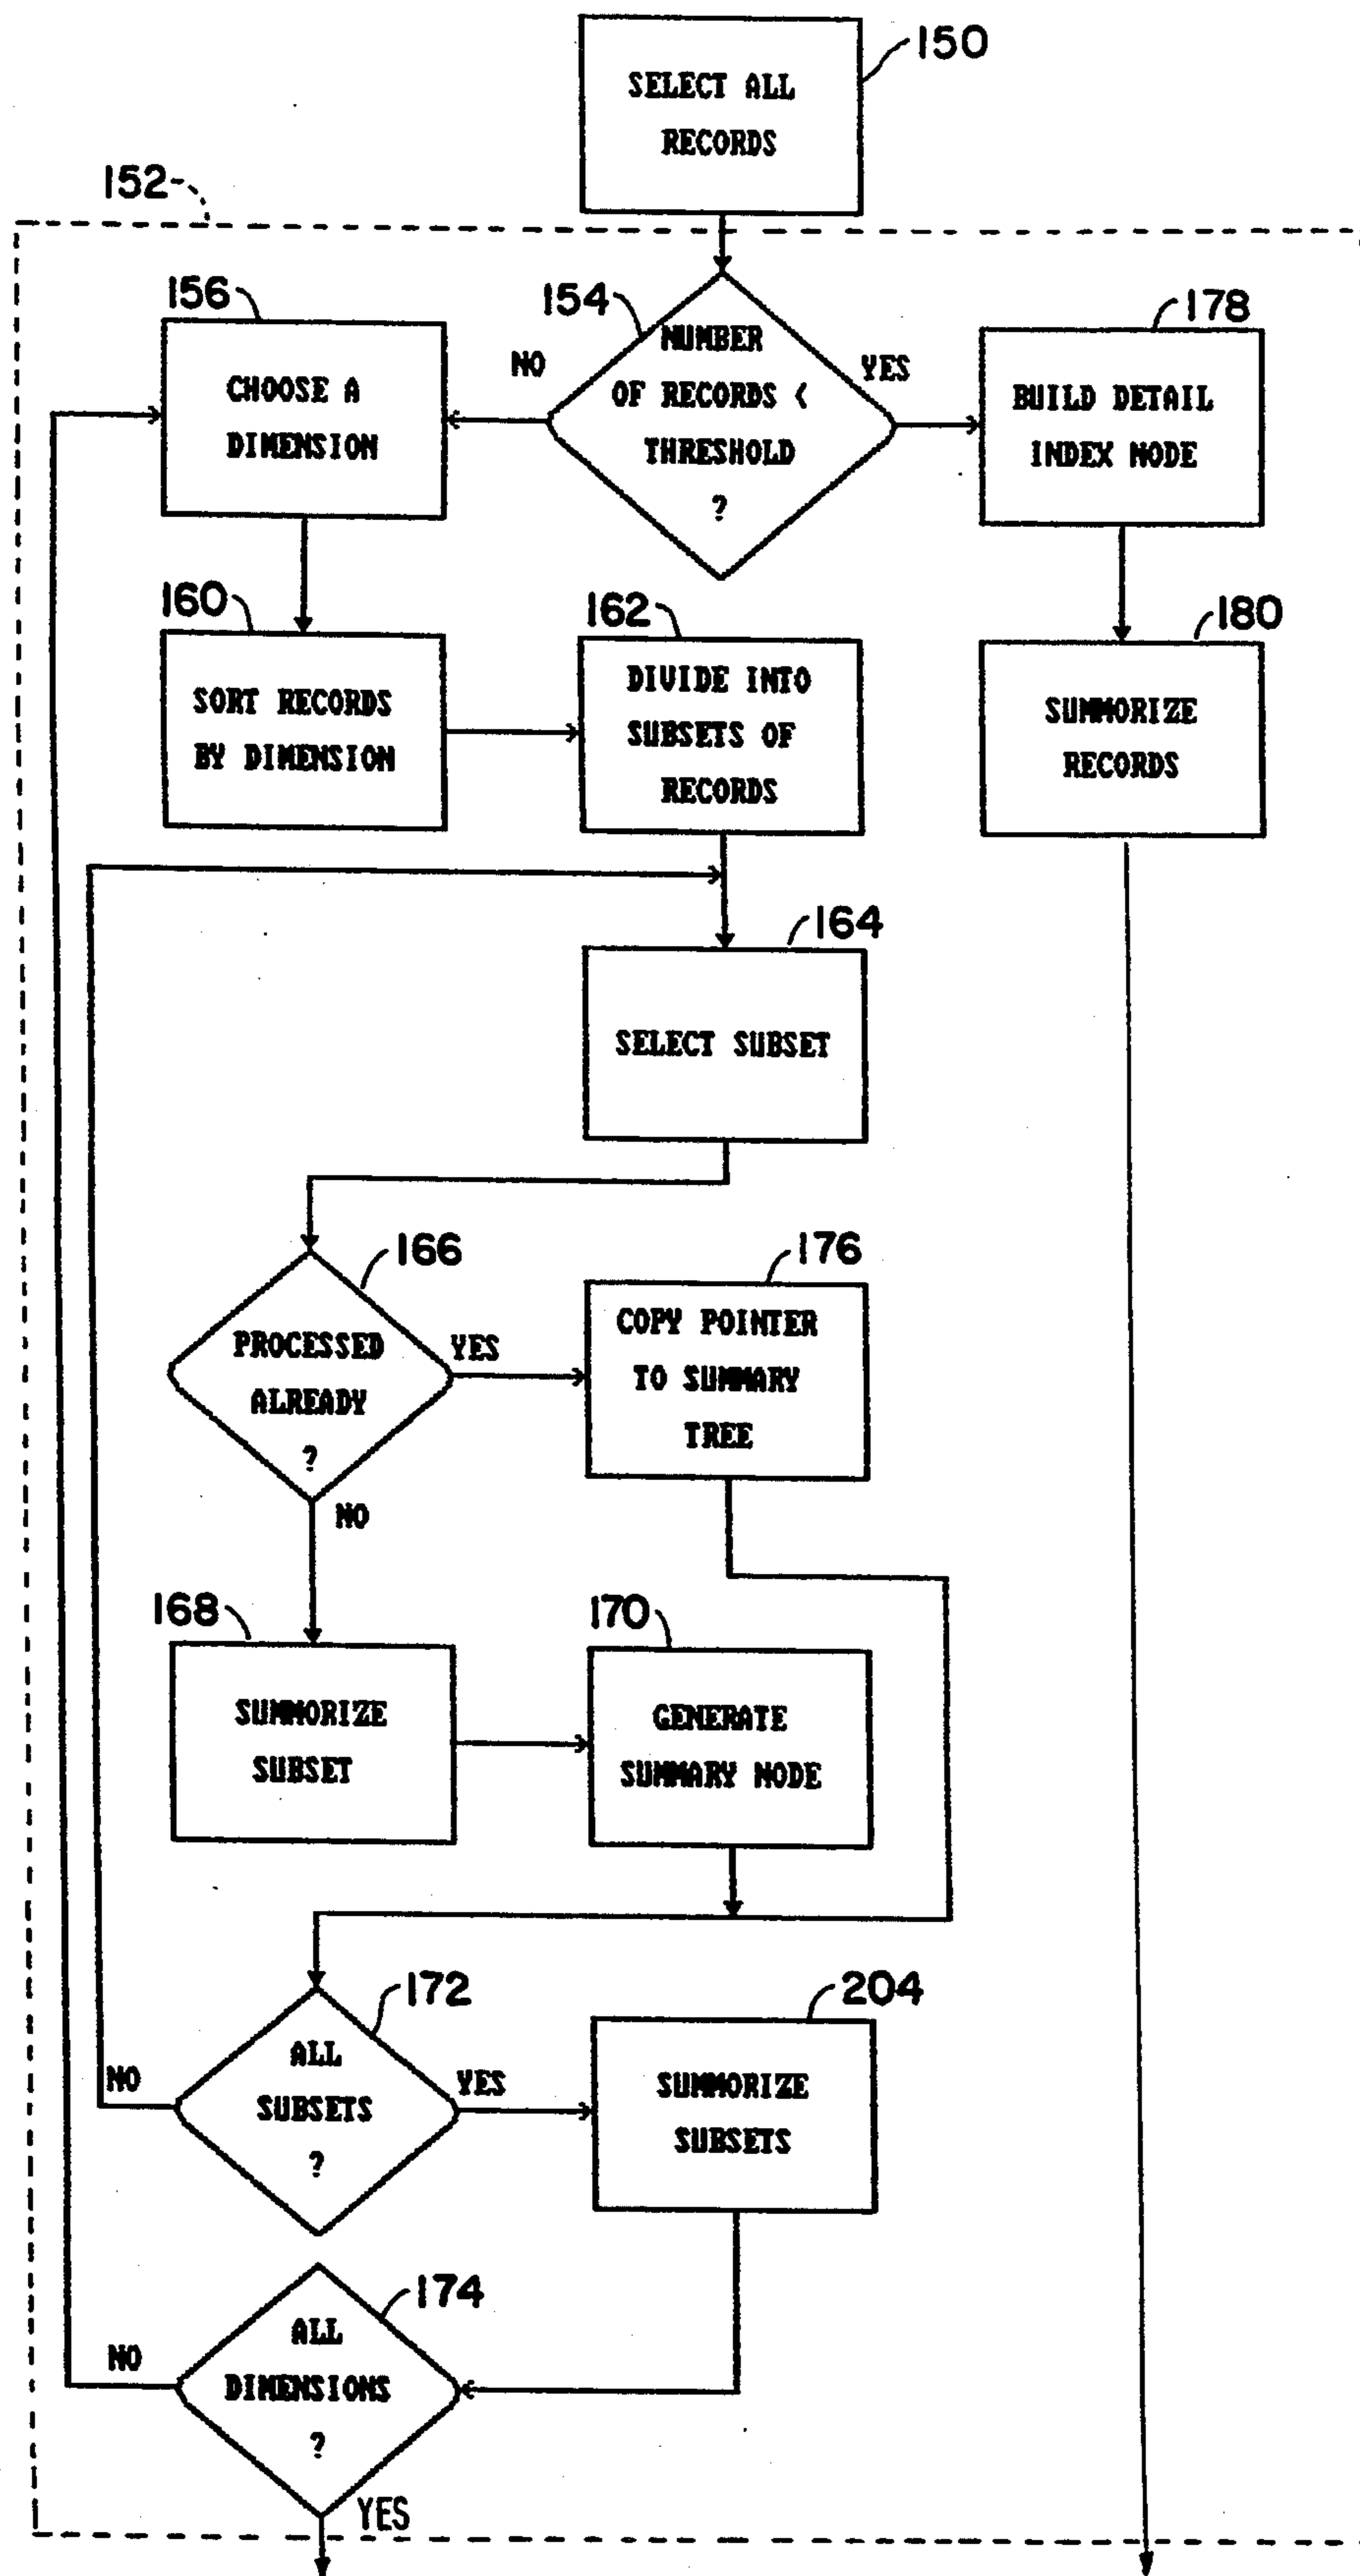 150
SELECT ALL
RECORDS
152
156
CHOOSE A
DIMENSION
154
NO
NUMBER
OF RECORDS <
THRESHOLD
?
YES
178
BUILD DETAIL
INDEX NODE
160
SORT RECORDS
BY DIMENSION
162
DIVIDE INTO
SUBSETS OF
RECORDS
180
SUMMORIZE
RECORDS
164
SELECT SUBSET
166
PROCESSED
ALREADY
?
YES
NO
176
COPY POINTER
TO SUMMARY
TREE
168
SUMMORIZE
SUBSET
170
GENERATE
SUMMARY NODE
172
NO
ALL
SUBSETS
?
YES
204
SUMMORIZE
SUBSETS
174
NO
ALL
DIMENSIONS
?
YES